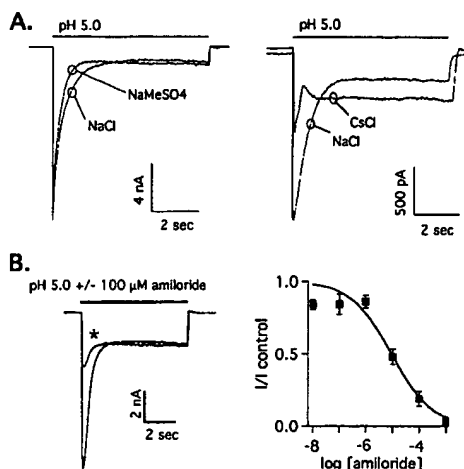 A.
pH 5.0
NaMeSO4
NaCl
4 nA
2 sec
pH 5.0
CsCl
NaCl
500 pA
2 sec
B.
pH 5.0 +/- 100 μM amiloride
*
2 nA
2 sec
I/I control
1.0
0.5
0.0
-8 -6 -4
log [amiloride]